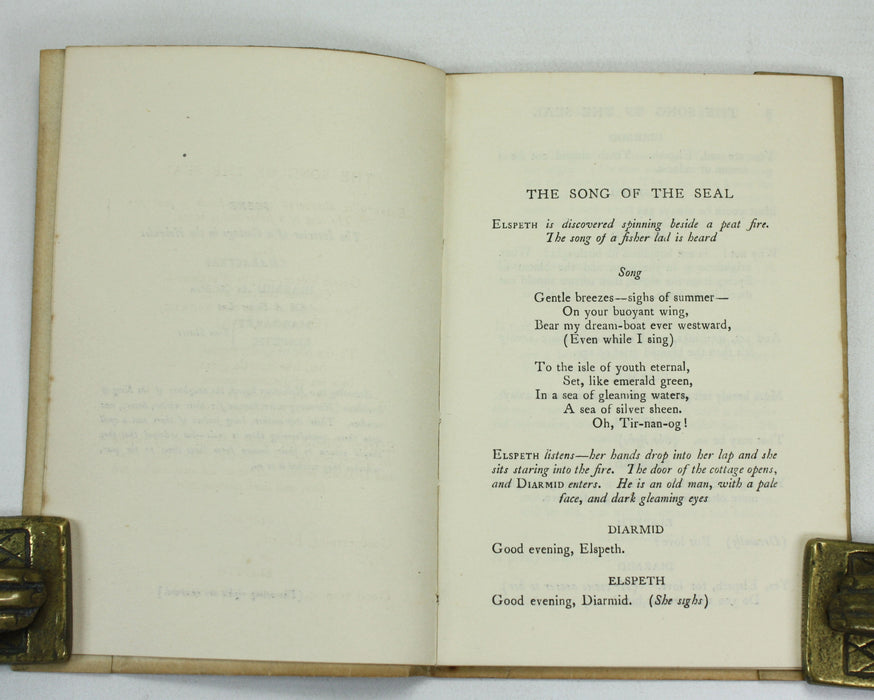 THE SONG OF THE SEAL
ELSPETH is discovered spinning beside a peat fire.
The song of a fisher lad is heard
Song
Gentle breezes—sighs of summer—
On your buoyant wing,
Bear my dream-boat ever westward,
(Even while I sing)
To the isle of youth eternal,
Set, like emerald green,
In a sea of gleaming waters,
A sea of silver sheen.
Oh, Tir-nan-og!
ELSPETH listens—her hands drop into her lap and she
sits staring into the fire. The door of the cottage opens,
and DIARMID enters. He is an old man, with a pale
face, and dark gleaming eyes
DIARMID
Good evening, Elspeth.
ELSPETH
Good evening, Diarmid. (She sighs)